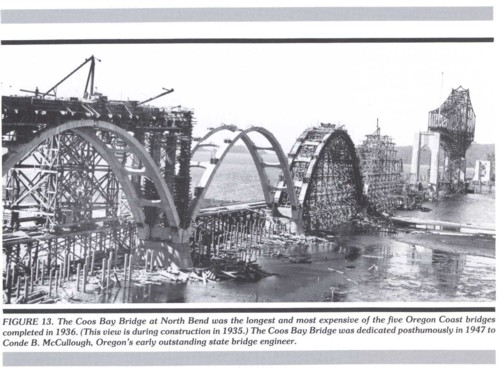 FIGURE 13. The Coos Bay Bridge at North Bend was the longest and most expensive of the five Oregon Coast bridges
completed in 1936. (This view is during construction in 1935.) The Coos Bay Bridge was dedicated posthumously in 1947 to
Conde B. McCullough, Oregon's early outstanding state bridge engineer.